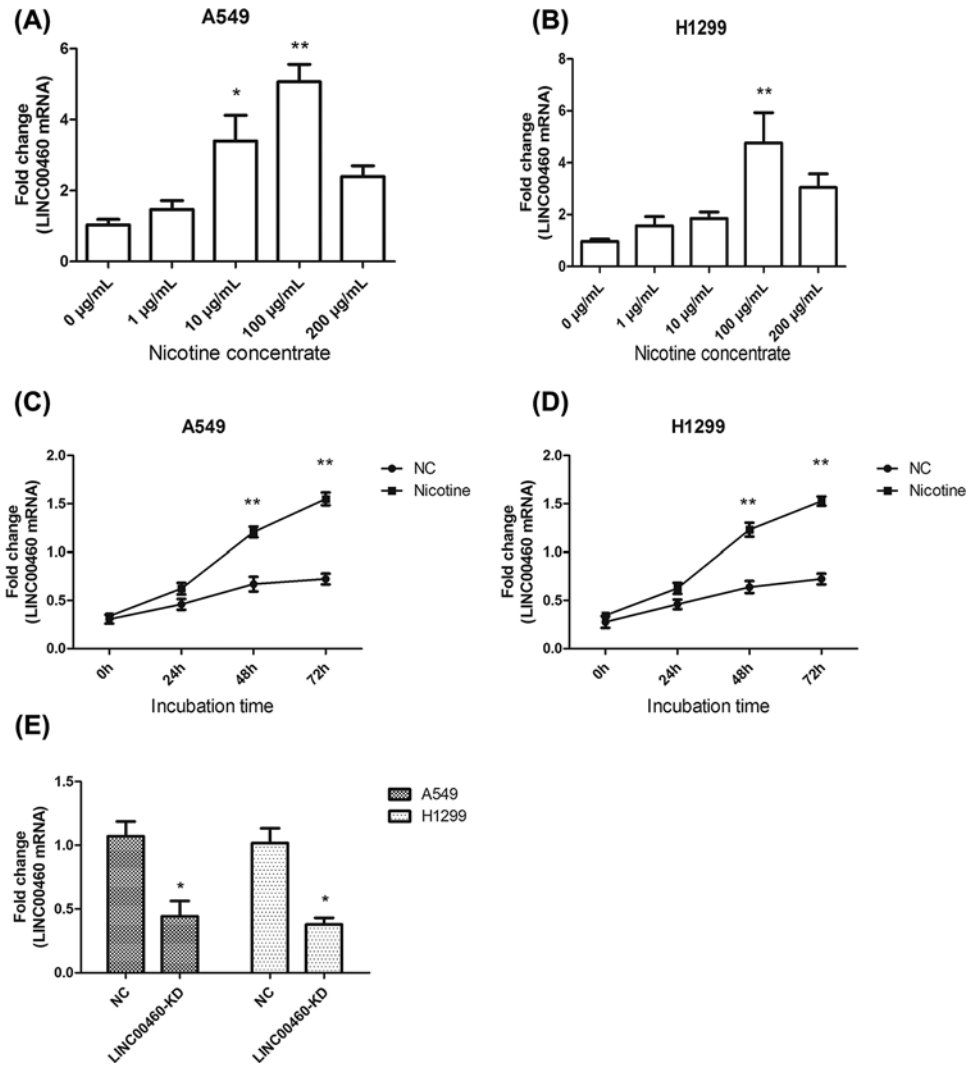 (A)
A549
Fold change
(LINC00460 mRNA)
6
4
2
0
* **
0 µg/mL
1 µg/mL
10 µg/mL
100 µg/mL
200 µg/mL
Nicotine concentrate
(B)
H1299
Fold change
(LINC00460 mRNA)
8
6
4
2
0
**
0 µg/mL
1 µg/mL
10 µg/mL
100 µg/mL
200 µg/mL
Nicotine concentrate
(C)
A549
Fold change
(LINC00460 mRNA)
2.0
1.5
1.0
0.5
0.0
** **
NC
Nicotine
0h
24h
48h
72h
Incubation time
(D)
H1299
Fold change
(LINC00460 mRNA)
2.0
1.5
1.0
0.5
0.0
** **
NC
Nicotine
0h
24h
48h
72h
Incubation time
(E)
Fold change
(LINC00460 mRNA)
1.5
1.0
0.5
0.0
* *
A549
H1299
NC
LINC00460-KD
NC
LINC00460-KD